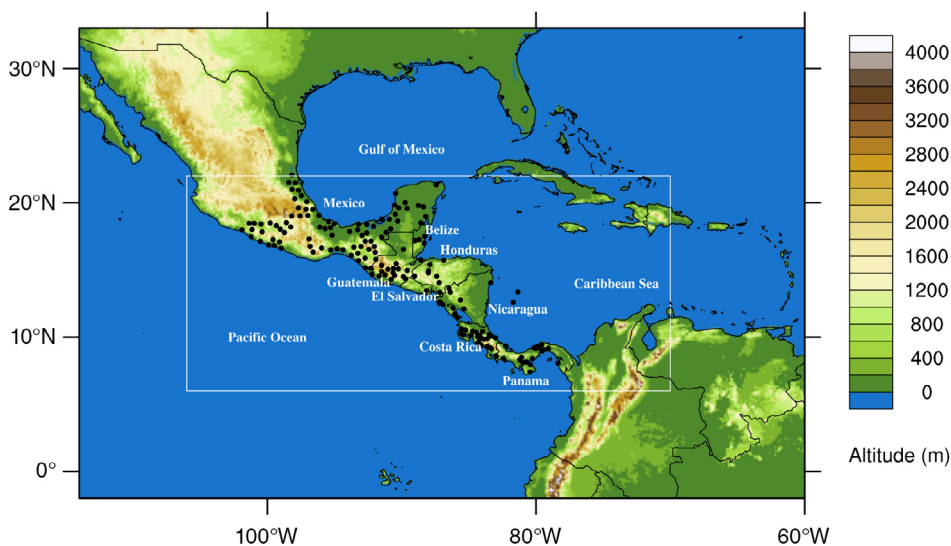 30°N
20°N
10°N
0°
100°W
80°W
60°W
Gulf of Mexico
Mexico
Belize
Honduras
Guatemala
El Salvador
Caribbean Sea
Nicaragua
Pacific Ocean
Costa Rica
Panama
4000
3600
3200
2800
2400
2000
1600
1200
800
400
0
Altitude (m)